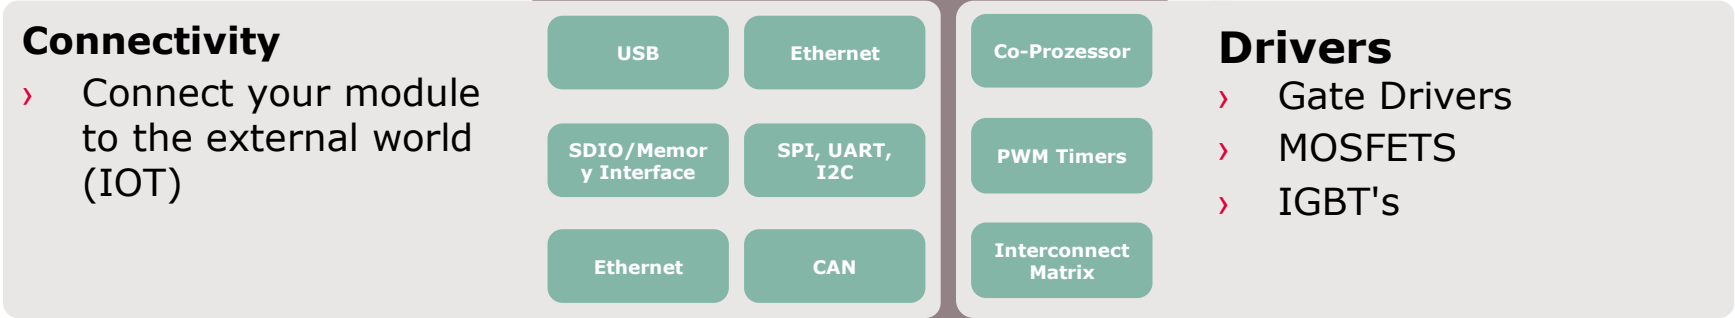 Connectivity
› Connect your module
to the external world
(IOT)
USB
Ethernet
SDIO/Memor
y Interface
SPI, UART,
I2C
Ethernet
CAN
Co-Prozessor
PWM Timers
Interconnect
Matrix
Drivers
› Gate Drivers
› MOSFETS
› IGBT's